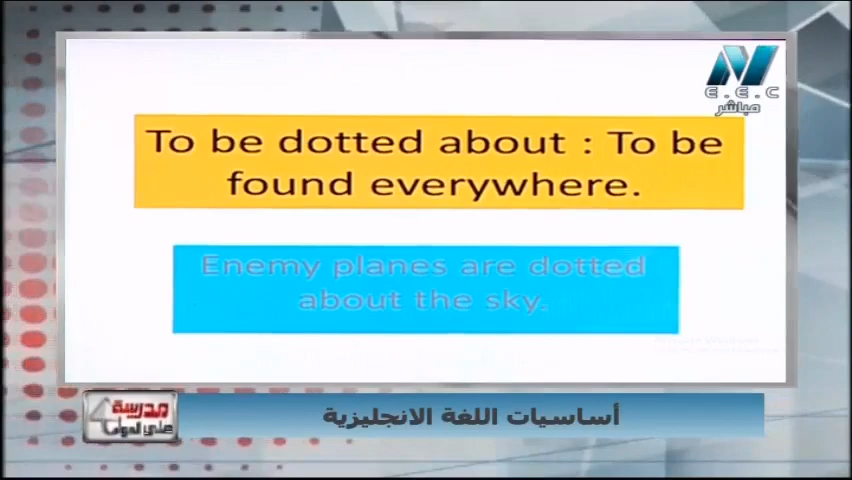 E.E.C
مباشر
To be dotted about : To be
found everywhere.
Enemy planes are dotted
about the sky.
أساسيات اللغة الانجليزية
مدرسة
على الهواء